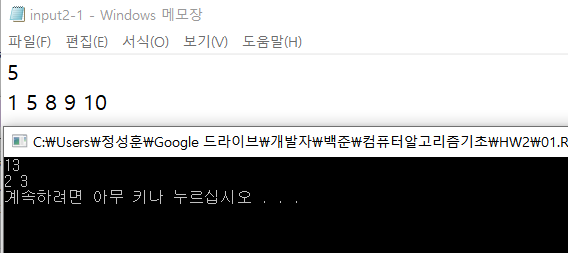 input2-1 - Windows 메모장
파일(F) 편집(E) 서식(O) 보기(V) 도움말(H)
5
1 5 8 9 10
C:₩Users₩정성훈₩Google 드라이브₩개발자₩백준₩컴퓨터알고리즘기초₩HW2₩01.R
13
2 3
계속하려면 아무 키나 누르십시오 . . .